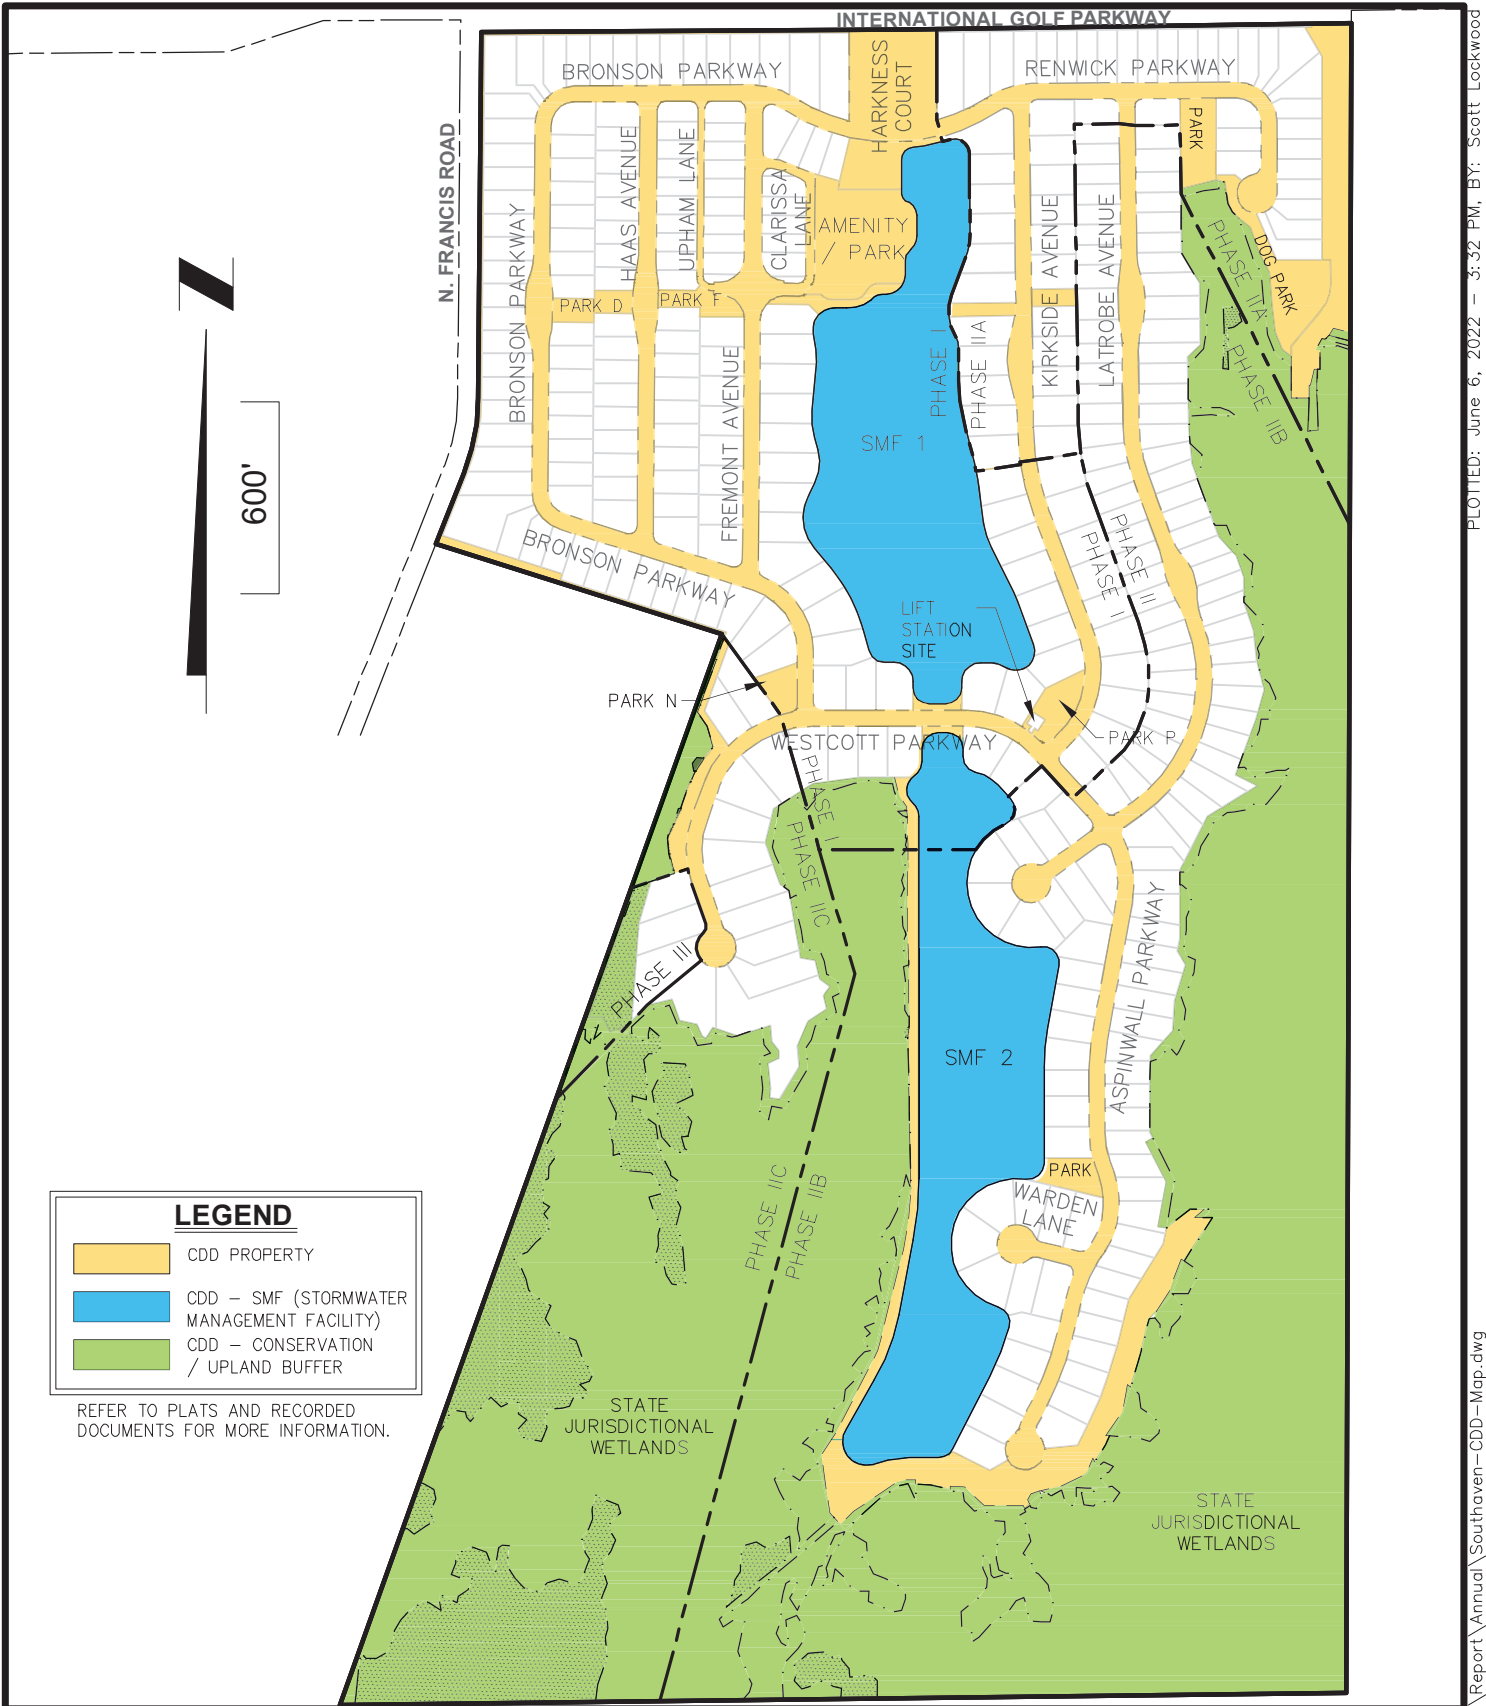 INTERNATIONAL GOLF PARKWAY
BRONSON PARKWAY
HARKNESS
COURT
RENWICK PARKWAY
PARK
N. FRANCIS ROAD
BRONSON PARKWAY
HAAS AVENUE
UPHAM LANE
CLARISSA
LANE
AMENITY
/ PARK
KIRKSIDE AVENUE
LATROBE AVENUE
PHASE IIA
PHASE IIB
DOG PARK
PARK D
PARK F
FREMONT AVENUE
PHASE I
PHASE IIA
SMF 1
600'
BRONSON PARKWAY
PHASE II
PHASE I
LIFT
STATION
SITE
PARK N
WESTCOTT PARKWAY
PARK P
PHASE I
PHASE IIC
PHASE III
ASPINWALL PARKWAY
SMF 2
PARK
WARDEN
LANE
PHASE IIC
PHASE IIB
LEGEND
CDD PROPERTY
CDD – SMF (STORMWATER
MANAGEMENT FACILITY)
CDD – CONSERVATION
/ UPLAND BUFFER
REFER TO PLATS AND RECORDED
DOCUMENTS FOR MORE INFORMATION.
STATE
JURISDICTIONAL
WETLANDS
STATE
JURISDICTIONAL
WETLANDS
PLOTTED: June 6, 2022 – 3:32 PM, BY: Scott Lockwood
\Report\Annual\Southaven–CDD–Map.dwg